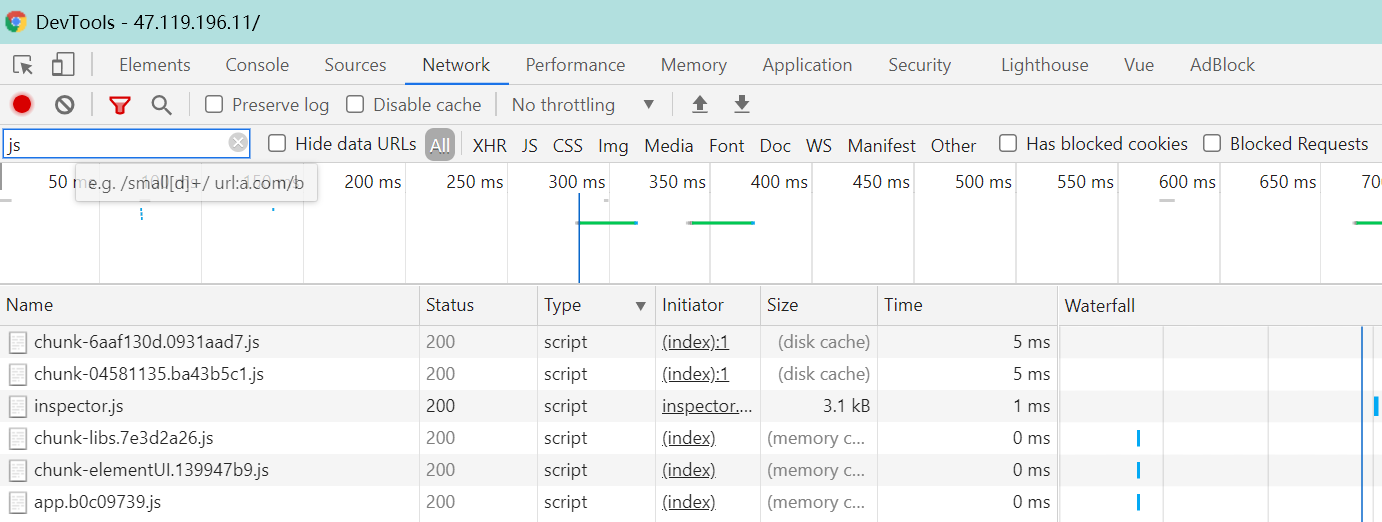 DevTools - 47.119.196.11/
Elements Console Sources Network Performance Memory Application Security Lighthouse Vue AdBlock
Preserve log Disable cache No throttling
js Hide data URLs All XHR JS CSS Img Media Font Doc WS Manifest Other Has blocked cookies Blocked Requests
50 ms 100 ms 150 ms 200 ms 250 ms 300 ms 350 ms 400 ms 450 ms 500 ms 550 ms 600 ms 650 ms 700
e.g. /small[d]+/ url:a.com/b
Name Status Type Initiator Size Time Waterfall
chunk-6aaf130d.0931aad7.js 200 script (index):1 (disk cache) 5 ms
chunk-04581135.ba43b5c1.js 200 script (index):1 (disk cache) 5 ms
inspector.js 200 script inspector.... 3.1 kB 1 ms
chunk-libs.7e3d2a26.js 200 script (index) (memory c... 0 ms
chunk-elementUI.139947b9.js 200 script (index) (memory c... 0 ms
app.b0c09739.js 200 script (index) (memory c... 0 ms